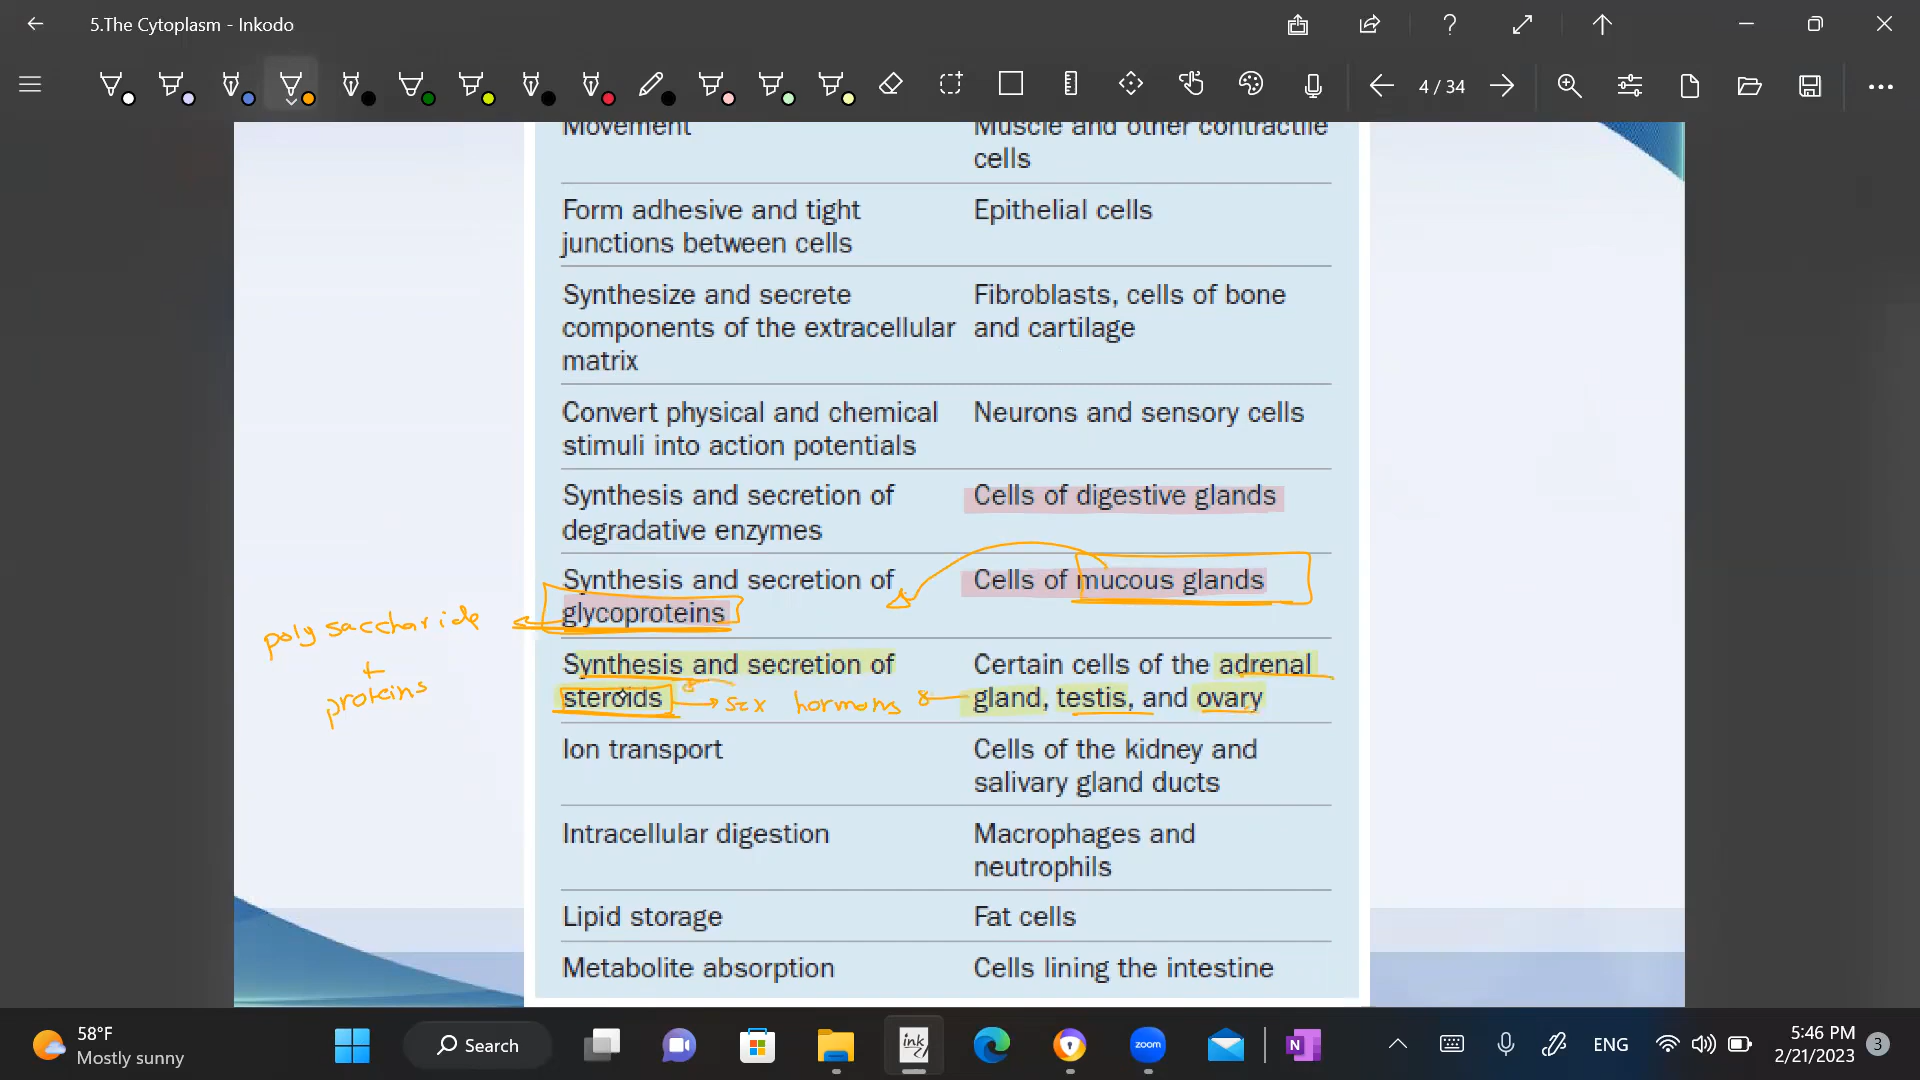 5.The Cytoplasm - Inkodo
4 / 34
Movement
Muscle and other contractile
cells
Form adhesive and tight
junctions between cells
Epithelial cells
Synthesize and secrete
components of the extracellular
matrix
Fibroblasts, cells of bone
and cartilage
Convert physical and chemical
stimuli into action potentials
Neurons and sensory cells
Synthesis and secretion of
degradative enzymes
Cells of digestive glands
Synthesis and secretion of
glycoproteins
Cells of mucous glands
poly saccharide
+
proteins
Synthesis and secretion of
steroids
sex hormons
Certain cells of the adrenal
gland, testis, and ovary
Ion transport
Cells of the kidney and
salivary gland ducts
Intracellular digestion
Macrophages and
neutrophils
Lipid storage
Fat cells
Metabolite absorption
Cells lining the intestine
58°F
Mostly sunny
Search
ink
zoom
N
ENG
5:46 PM
2/21/2023
3